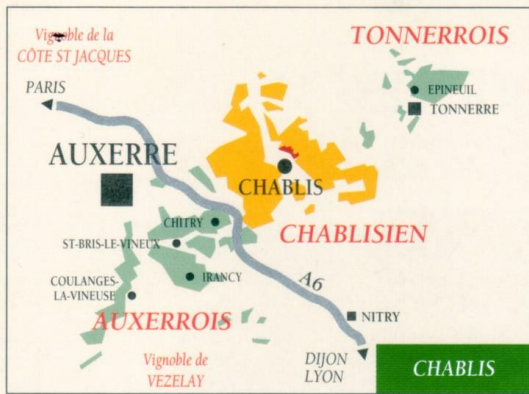 Vignoble de la
CÔTE ST JACQUES
TONNERROIS
PARIS
EPINEUIL
TONNERRE
AUXERRE
CHABLIS
CHITRY
CHABLISIEN
ST-BRIS-LE-VINEUX
IRANCY
A6
COULANGES-
LA-VINEUSE
AUXERROIS
NITRY
Vignoble de
VEZELAY
DIJON
LYON
CHABLIS